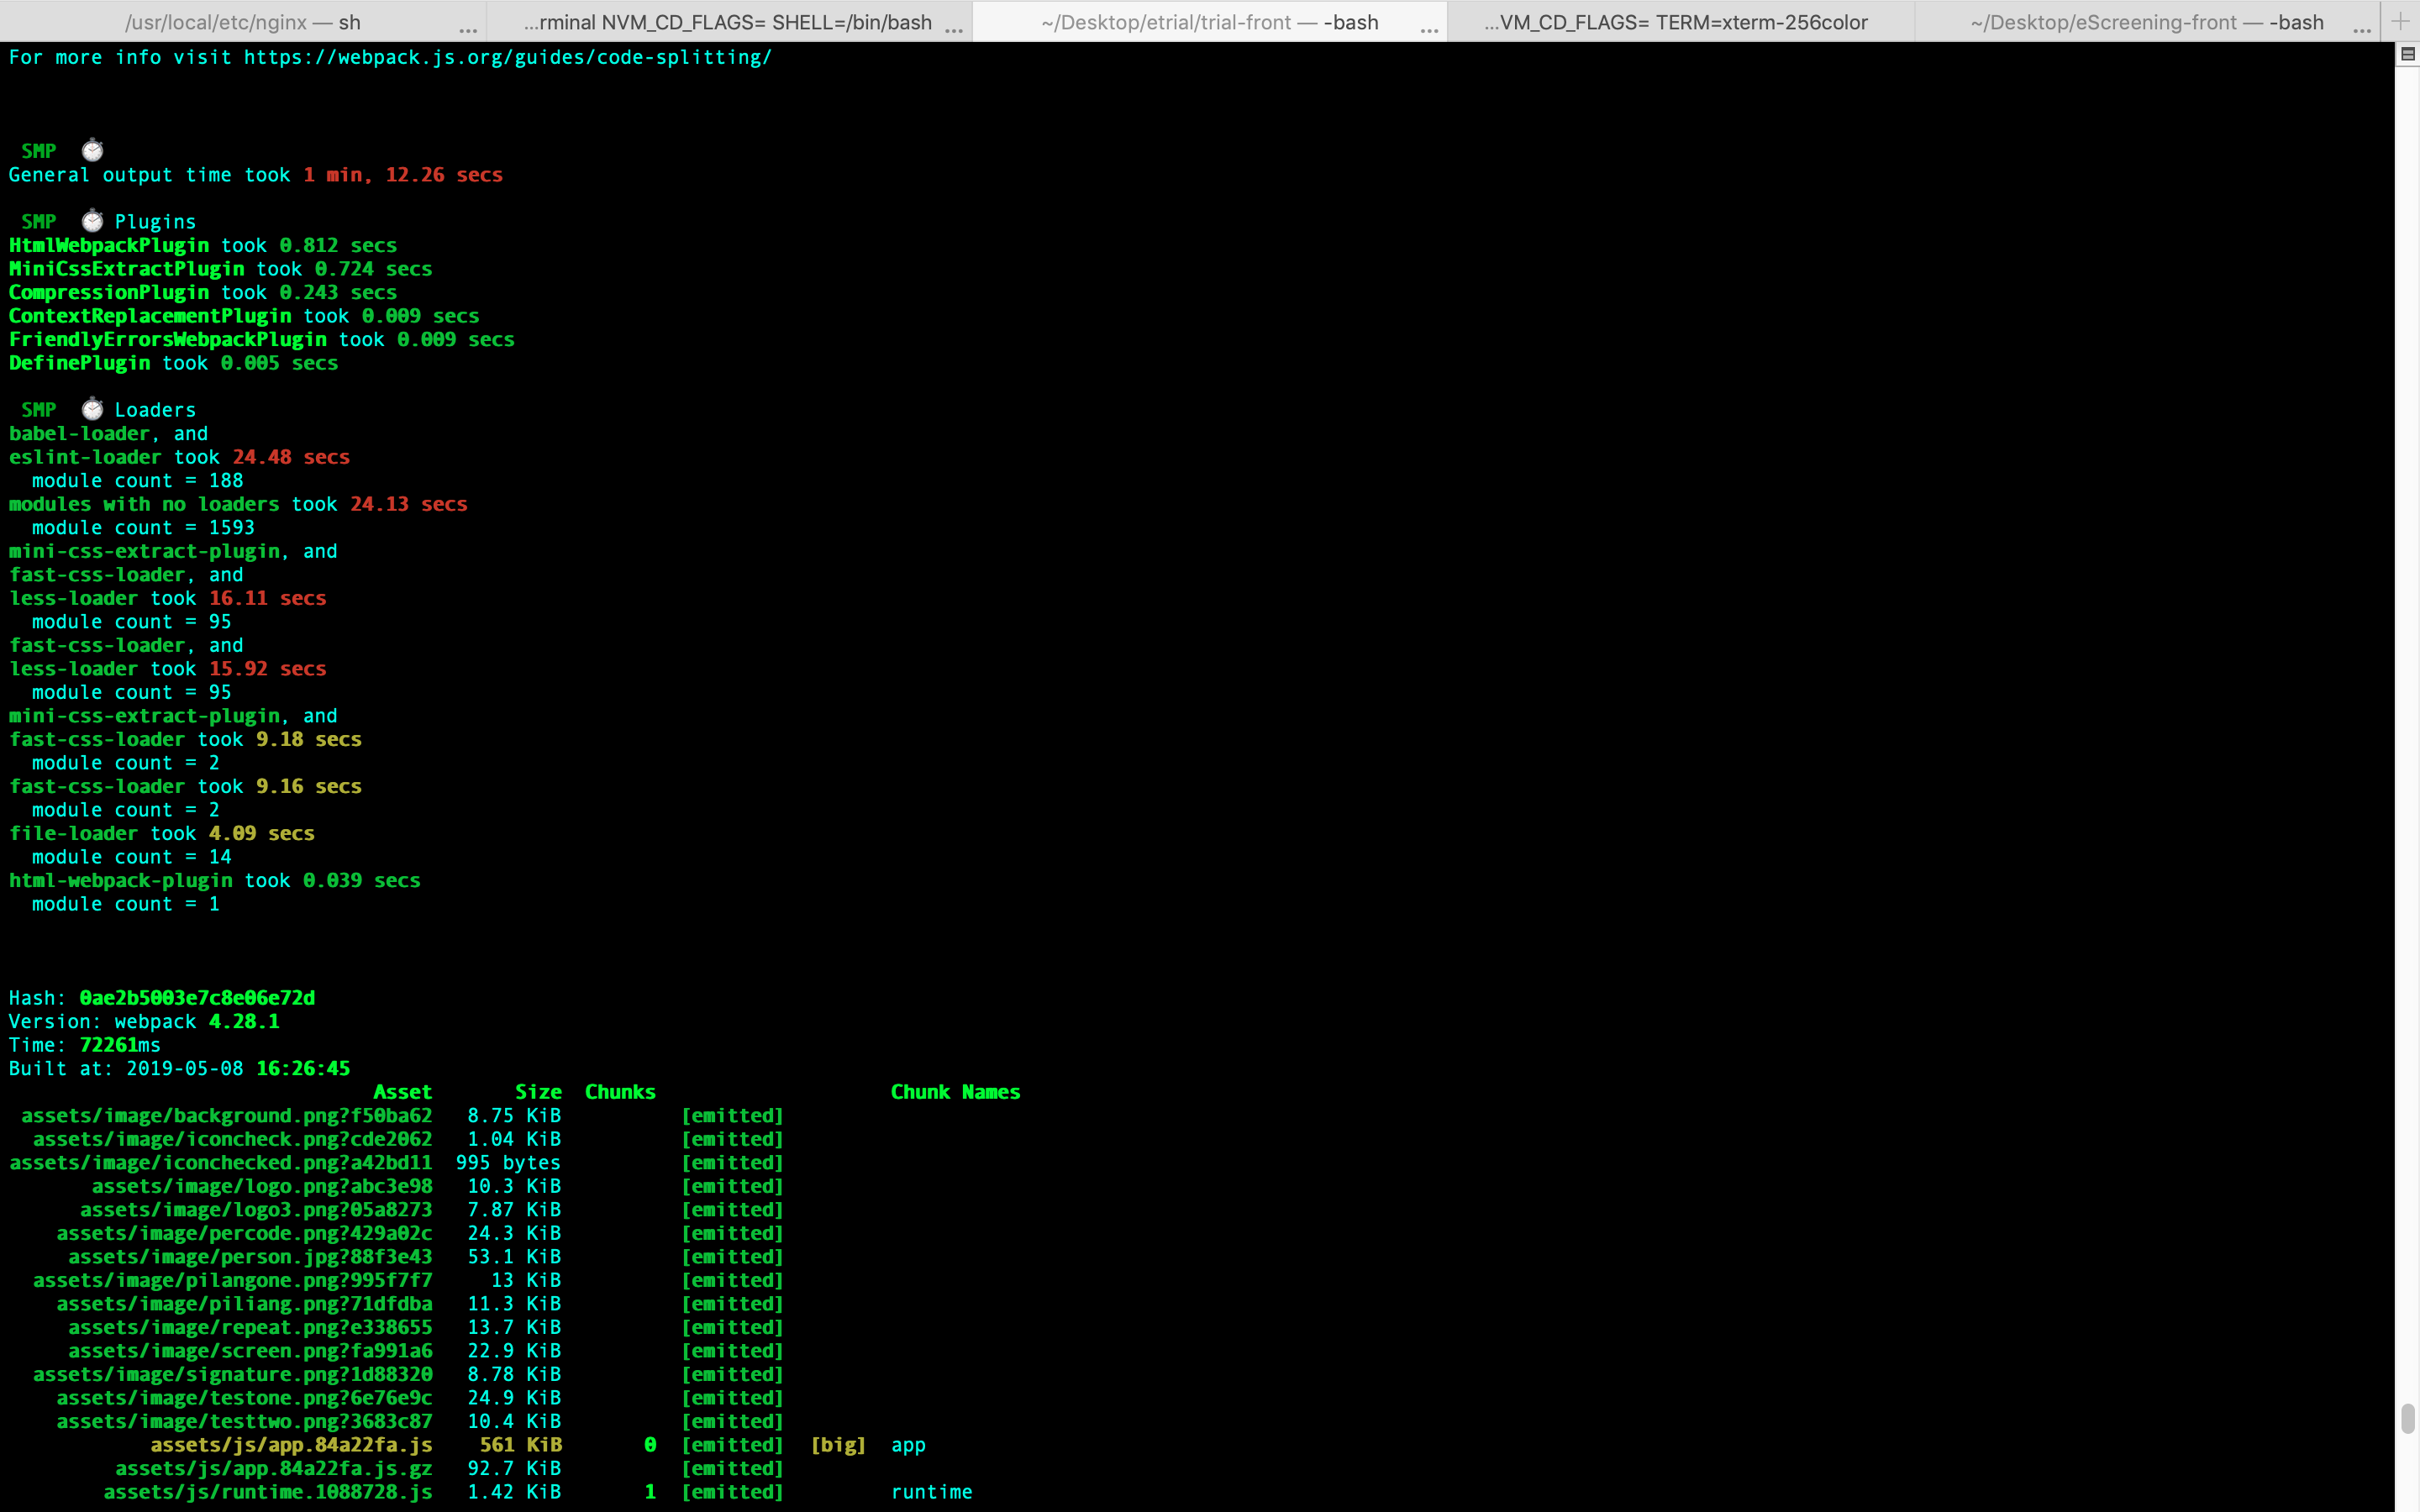 /usr/local/etc/nginx — sh ...
...rminal NVM_CD_FLAGS= SHELL=/bin/bash ...
~/Desktop/etrial/trial-front — -bash ...
...VM_CD_FLAGS= TERM=xterm-256color
~/Desktop/eScreening-front — -bash ...
For more info visit https://webpack.js.org/guides/code-splitting/
SMP ⏱
General output time took 1 min, 12.26 secs
SMP ⏱ Plugins
HtmlWebpackPlugin took 0.812 secs
MiniCssExtractPlugin took 0.724 secs
CompressionPlugin took 0.243 secs
ContextReplacementPlugin took 0.009 secs
FriendlyErrorsWebpackPlugin took 0.009 secs
DefinePlugin took 0.005 secs
SMP ⏱ Loaders
babel-loader, and
eslint-loader took 24.48 secs
module count = 188
modules with no loaders took 24.13 secs
module count = 1593
mini-css-extract-plugin, and
fast-css-loader, and
less-loader took 16.11 secs
module count = 95
fast-css-loader, and
less-loader took 15.92 secs
module count = 95
mini-css-extract-plugin, and
fast-css-loader took 9.18 secs
module count = 2
fast-css-loader took 9.16 secs
module count = 2
file-loader took 4.09 secs
module count = 14
html-webpack-plugin took 0.039 secs
module count = 1
Hash: 0ae2b5003e7c8e06e72d
Version: webpack 4.28.1
Time: 72261ms
Built at: 2019-05-08 16:26:45
Asset Size Chunks Chunk Names
assets/image/background.png?f50ba62 8.75 KiB [emitted]
assets/image/iconcheck.png?cde2062 1.04 KiB [emitted]
assets/image/iconchecked.png?a42bd11 995 bytes [emitted]
assets/image/logo.png?abc3e98 10.3 KiB [emitted]
assets/image/logo3.png?05a8273 7.87 KiB [emitted]
assets/image/percode.png?429a02c 24.3 KiB [emitted]
assets/image/person.jpg?88f3e43 53.1 KiB [emitted]
assets/image/pilangone.png?995f7f7 13 KiB [emitted]
assets/image/piliang.png?71dfdba 11.3 KiB [emitted]
assets/image/repeat.png?e338655 13.7 KiB [emitted]
assets/image/screen.png?fa991a6 22.9 KiB [emitted]
assets/image/signature.png?1d88320 8.78 KiB [emitted]
assets/image/testone.png?6e76e9c 24.9 KiB [emitted]
assets/image/testtwo.png?3683c87 10.4 KiB [emitted]
assets/js/app.84a22fa.js 561 KiB 0 [emitted] [big] app
assets/js/app.84a22fa.js.gz 92.7 KiB [emitted]
assets/js/runtime.1088728.js 1.42 KiB 1 [emitted] runtime